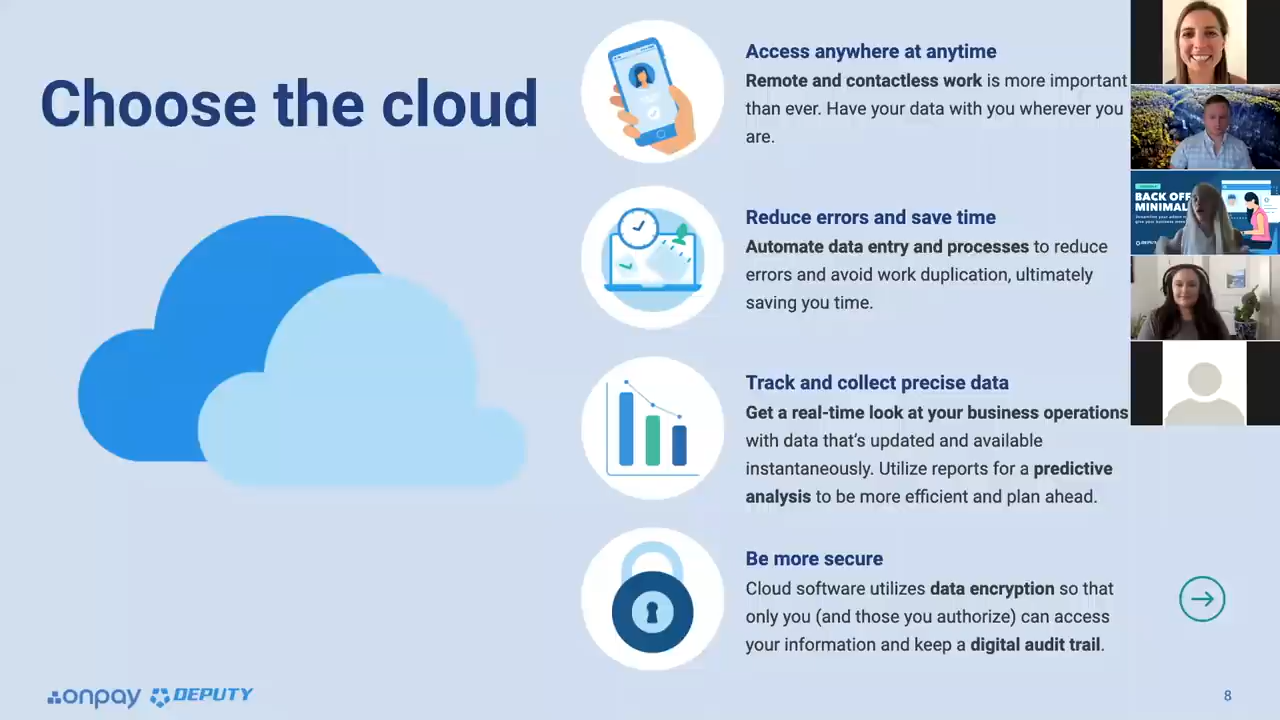 Choose the cloud
Access anywhere at anytime
Remote and contactless work is more important
than ever. Have your data with you wherever you
are.
Reduce errors and save time
Automate data entry and processes to reduce
errors and avoid work duplication, ultimately
saving you time.
Track and collect precise data
Get a real-time look at your business operations
with data that's updated and available
instantaneously. Utilize reports for a predictive
analysis to be more efficient and plan ahead.
Be more secure
Cloud software utilizes data encryption so that
only you (and those you authorize) can access
your information and keep a digital audit trail.
onpay DEPUTY
8
BACK OFF
MINIMAL
DEPUTY